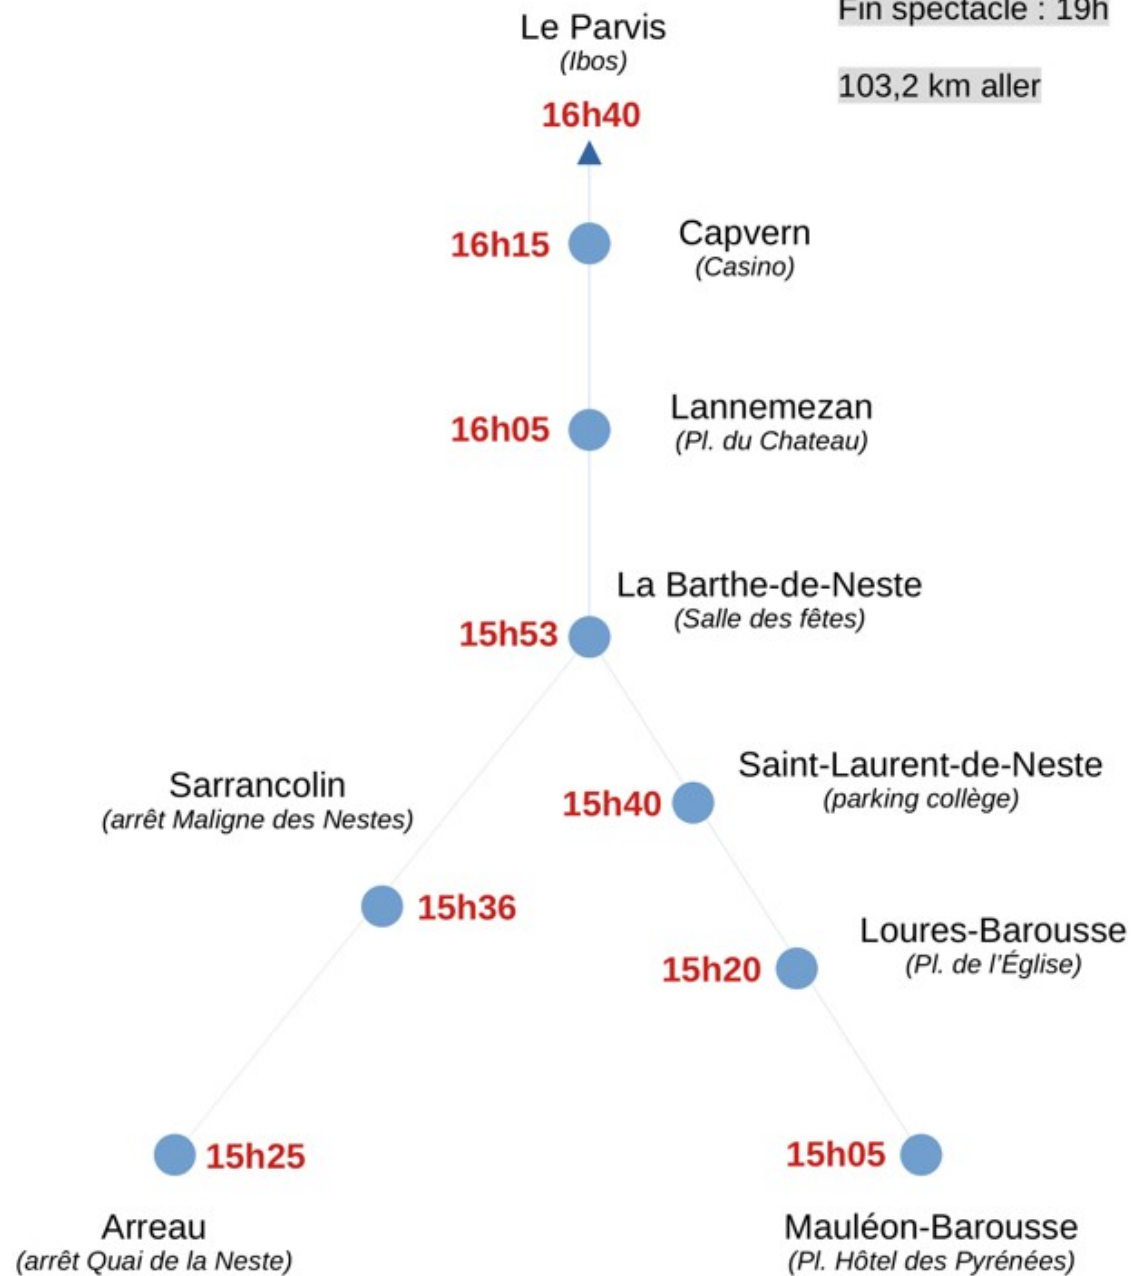 Fin spectacle : 19h
Le Parvis
(Ibos)
103,2 km aller
16h40
16h15
Capvern
(Casino)
16h05
Lannemezan
(Pl. du Chateau)
La Barthe-de-Neste
(Salle des fêtes)
15h53
Saint-Laurent-de-Neste
(parking collège)
15h40
Sarrancolin
(arrêt Maligne des Nestes)
15h36
Loures-Barousse
(Pl. de l'Église)
15h20
15h25
15h05
Arreau
(arrêt Quai de la Neste)
Mauléon-Barousse
(Pl. Hôtel des Pyrénées)